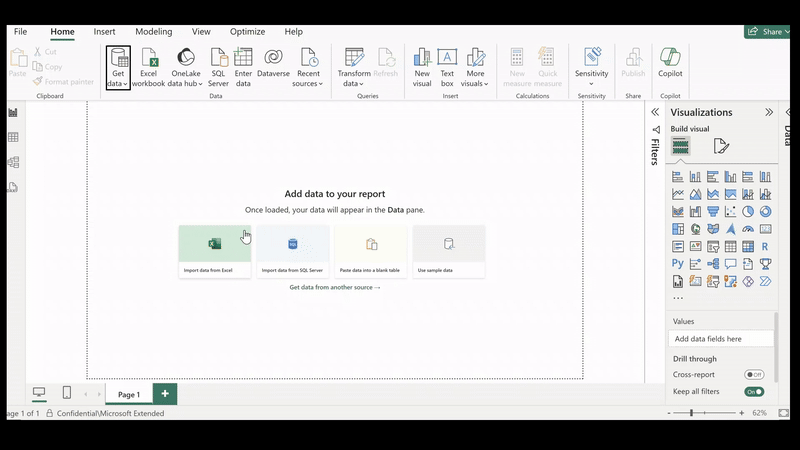 File Home Insert Modeling View Optimize Help Share
Paste Cut Copy Format painter
Get data Excel workbook OneLake data hub SQL Server Enter data Dataverse Recent sources Transform data Refresh New visual Text box More visuals New measure Quick measure Sensitivity Publish Copilot
Clipboard Data Queries Insert Calculations Sensitivity Share Copilot
Filters
Visualizations
Data
Build visual
Add data to your report
Once loaded, your data will appear in the Data pane.
Import data from Excel Import data from SQL Server Paste data into a blank table Use sample data
Get data from another source →
R
Py
...
Values
Add data fields here
Drill through
Cross-report Off
Keep all filters On
Page 1 +
age 1 of 1 Confidential\Microsoft Extended - + 62%